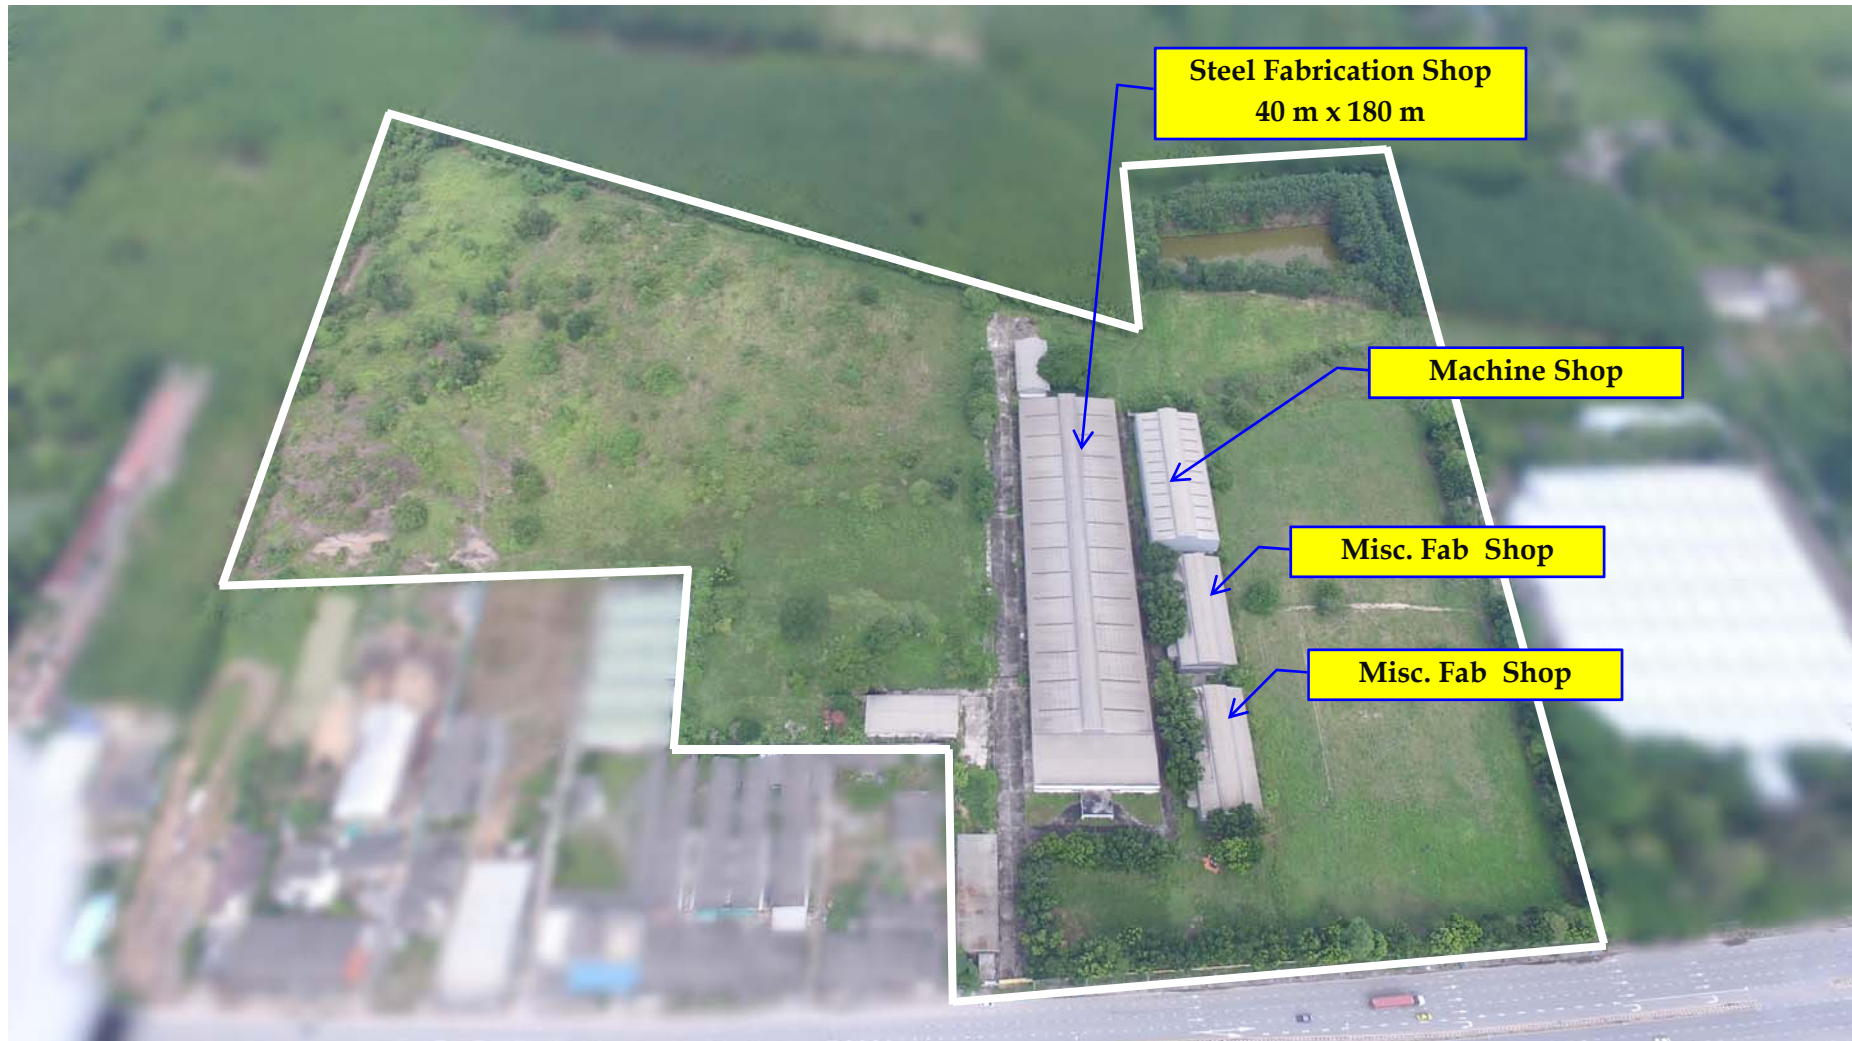 Steel Fabrication Shop
40 m x 180 m
Machine Shop
Misc. Fab Shop
Misc. Fab Shop